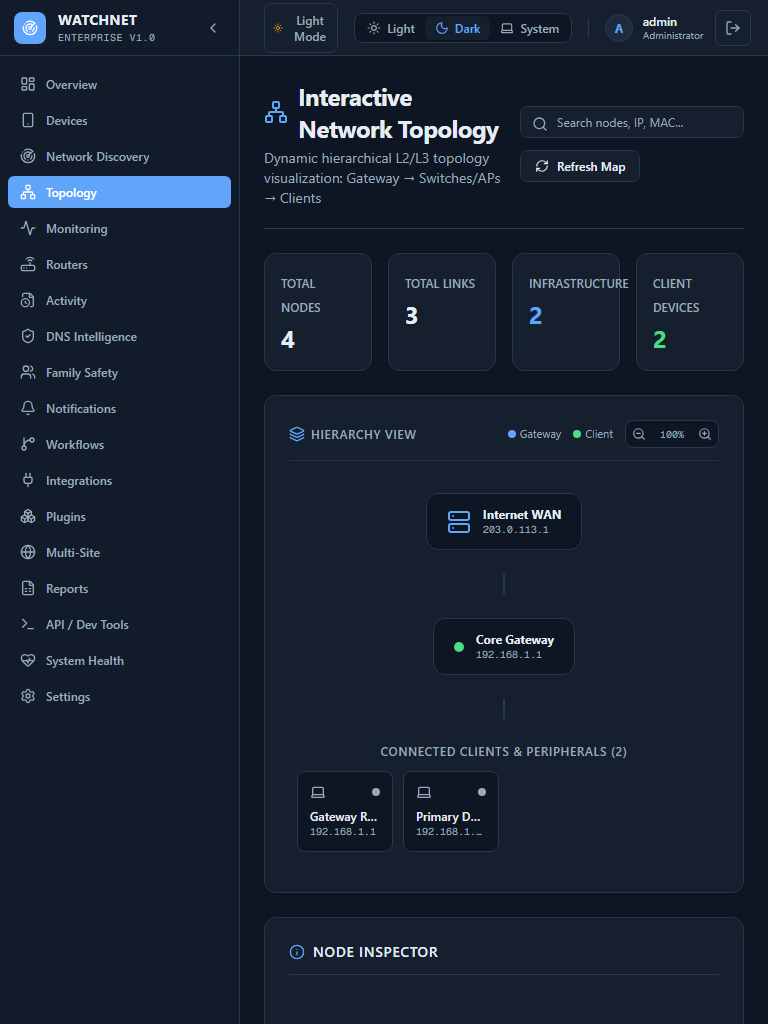 WATCHNET
ENTERPRISE V1.0
Light
Mode
Light
Dark
System
A
admin
Administrator
Overview
Devices
Network Discovery
Topology
Monitoring
Routers
Activity
DNS Intelligence
Family Safety
Notifications
Workflows
Integrations
Plugins
Multi-Site
Reports
API / Dev Tools
System Health
Settings
Interactive
Network Topology
Dynamic hierarchical L2/L3 topology
visualization: Gateway → Switches/APs
→ Clients
Search nodes, IP, MAC...
Refresh Map
TOTAL
NODES
4
TOTAL LINKS
3
INFRASTRUCTURE
2
CLIENT
DEVICES
2
HIERARCHY VIEW
Gateway
Client
100%
Internet WAN
203.0.113.1
Core Gateway
192.168.1.1
CONNECTED CLIENTS & PERIPHERALS (2)
Gateway R...
192.168.1.1
Primary D...
192.168.1.…
NODE INSPECTOR